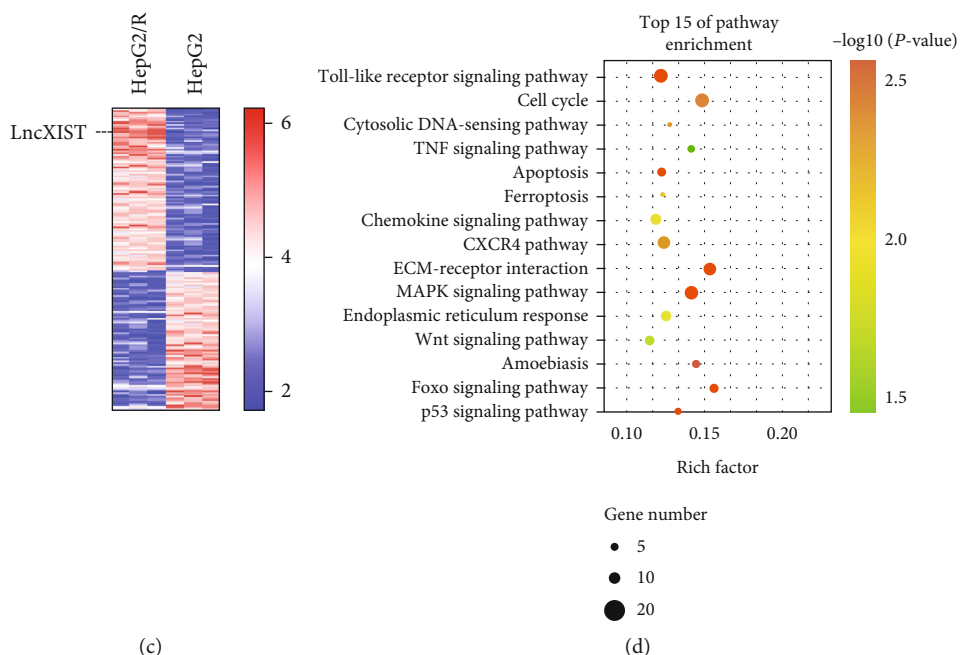 HepG2/R
HepG2
LncXIST
6
4
2
(c)
Top 15 of pathway
enrichment
Toll-like receptor signaling pathway
Cell cycle
Cytosolic DNA-sensing pathway
TNF signaling pathway
Apoptosis
Ferroptosis
Chemokine signaling pathway
CXCR4 pathway
ECM-receptor interaction
MAPK signaling pathway
Endoplasmic reticulum response
Wnt signaling pathway
Amoebiasis
Foxo signaling pathway
p53 signaling pathway
0.10 0.15 0.20
Rich factor
−log10 (P-value)
2.5
2.0
1.5
Gene number
5
10
20
(d)